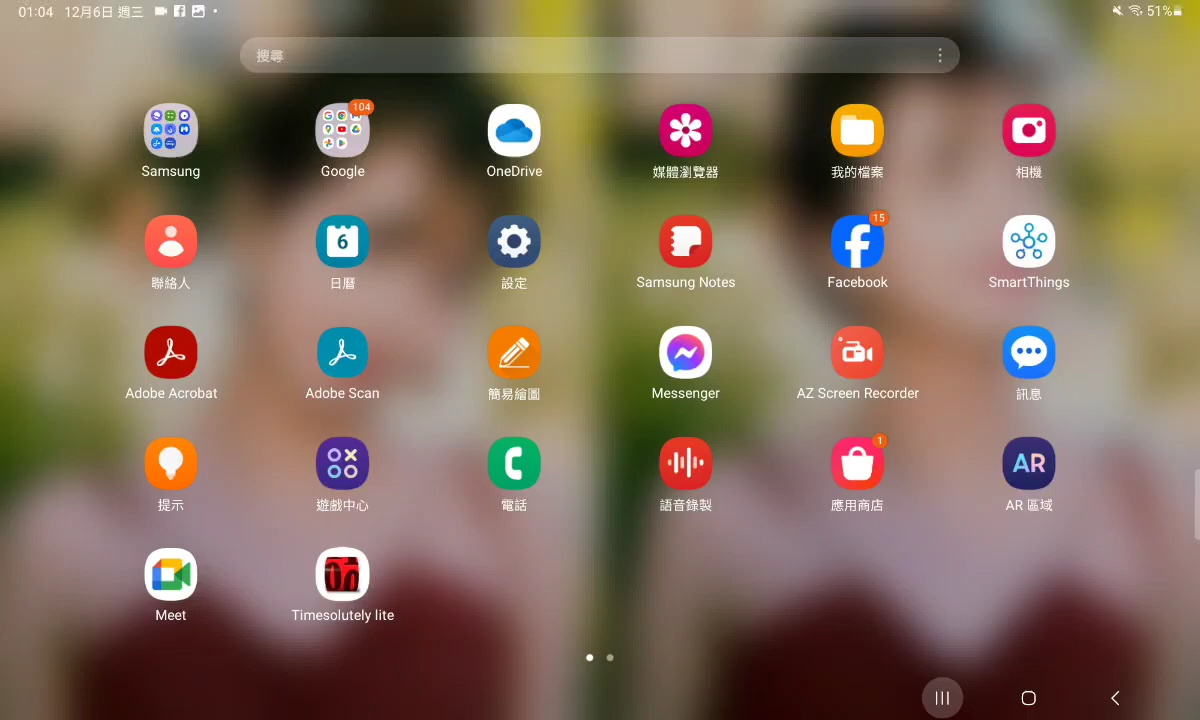 01:04 12月6日 週三 51%
搜尋
104
Samsung Google OneDrive 媒體瀏覽器 我的檔案 相機
6 15
聯絡人 日曆 設定 Samsung Notes Facebook SmartThings
Adobe Acrobat Adobe Scan 簡易繪圖 Messenger AZ Screen Recorder 訊息
1
AR
提示 遊戲中心 電話 語音錄製 應用商店 AR 區域
Meet Timesolutely lite